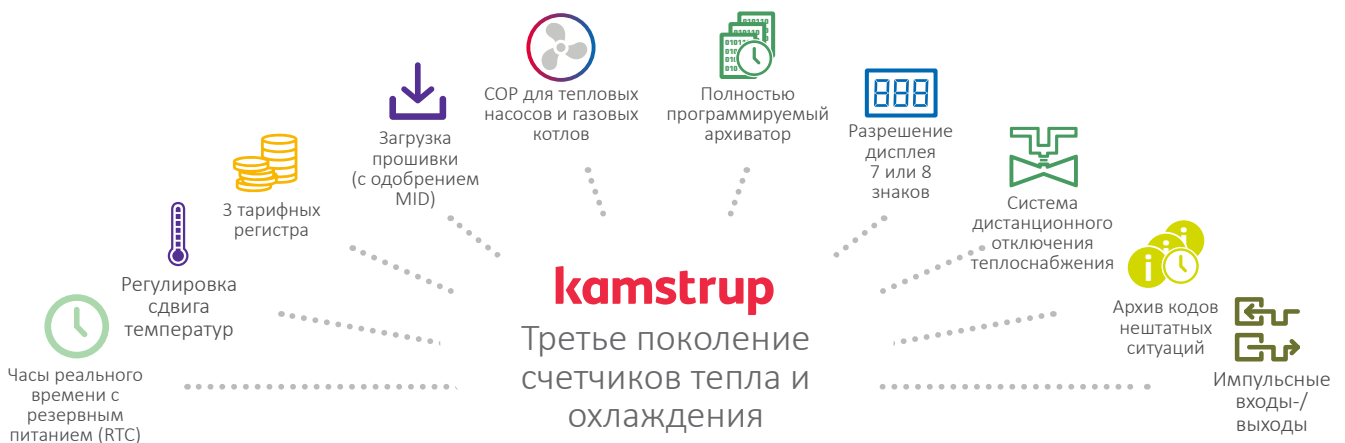 Часы реального
времени с
резервным
питанием (RTC)
Регулировка
сдвига
температур
3 тарифных
регистра
Загрузка
прошивки
(с одобрением
MID)
COP для тепловых
насосов и газовых
котлов
Полностью
программируемый
архиватор
Разрешение
дисплея
7 или 8
знаков
Система
дистанционного
отключения
теплоснабжения
Архив кодов
нештатных
ситуаций
Импульсные
входы-/
выходы
kamstrup
Третье поколение
счетчиков тепла и
охлаждения